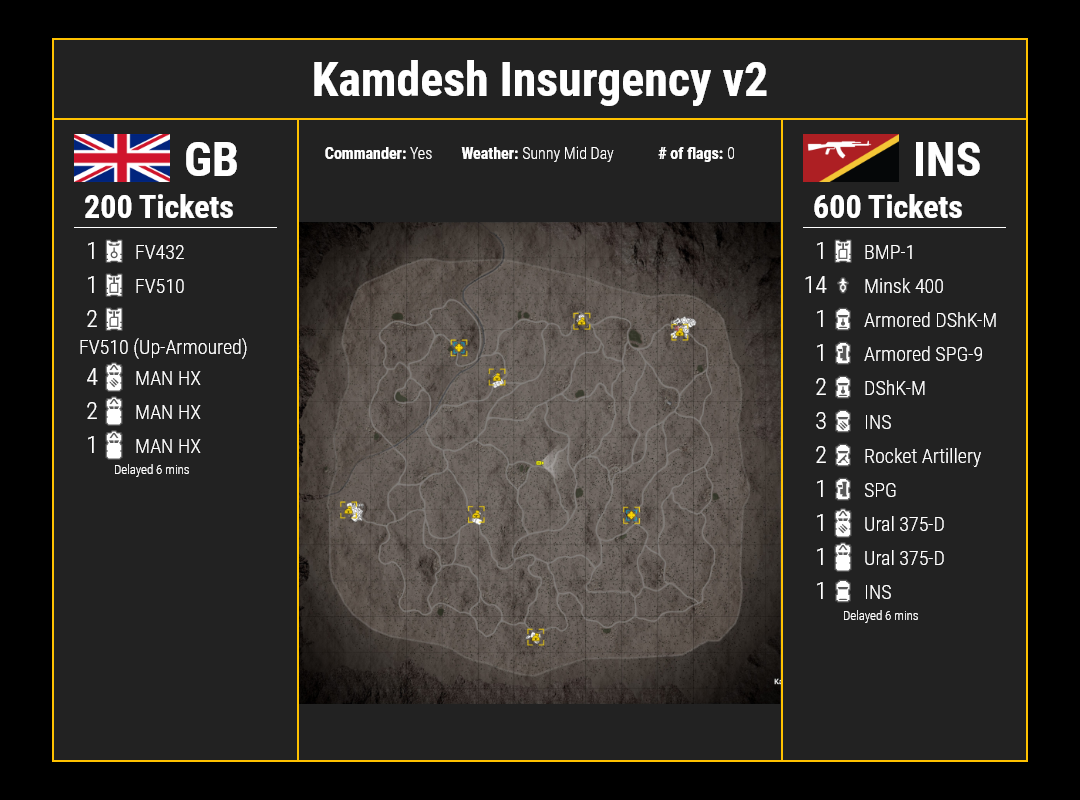 Kamdesh Insurgency v2
GB
200 Tickets
1 FV432
1 FV510
2
FV510 (Up-Armoured)
4 MAN HX
2 MAN HX
1 MAN HX
Delayed 6 mins
Commander: Yes Weather: Sunny Mid Day # of flags: 0
INS
600 Tickets
1 BMP-1
14 Minsk 400
1 Armored DShK-M
1 Armored SPG-9
2 DShK-M
3 INS
2 Rocket Artillery
1 SPG
1 Ural 375-D
1 Ural 375-D
1 INS
Delayed 6 mins